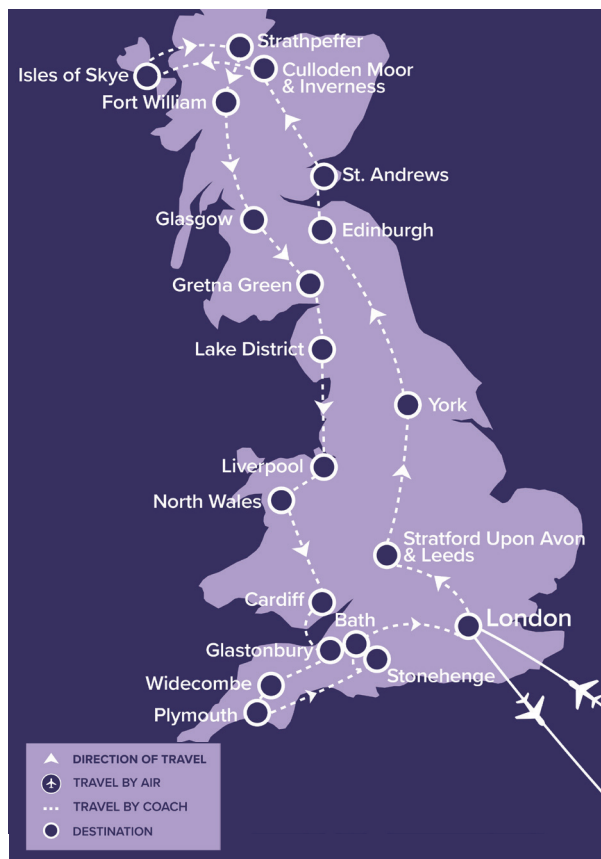 Strathpeffer
Isles of Skye
Culloden Moor
& Inverness
Fort William
St. Andrews
Glasgow
Edinburgh
Gretna Green
Lake District
York
Liverpool
North Wales
Stratford Upon Avon
& Leeds
Cardiff
Bath
London
Glastonbury
Stonehenge
Widecombe
Plymouth
DIRECTION OF TRAVEL
TRAVEL BY AIR
TRAVEL BY COACH
DESTINATION